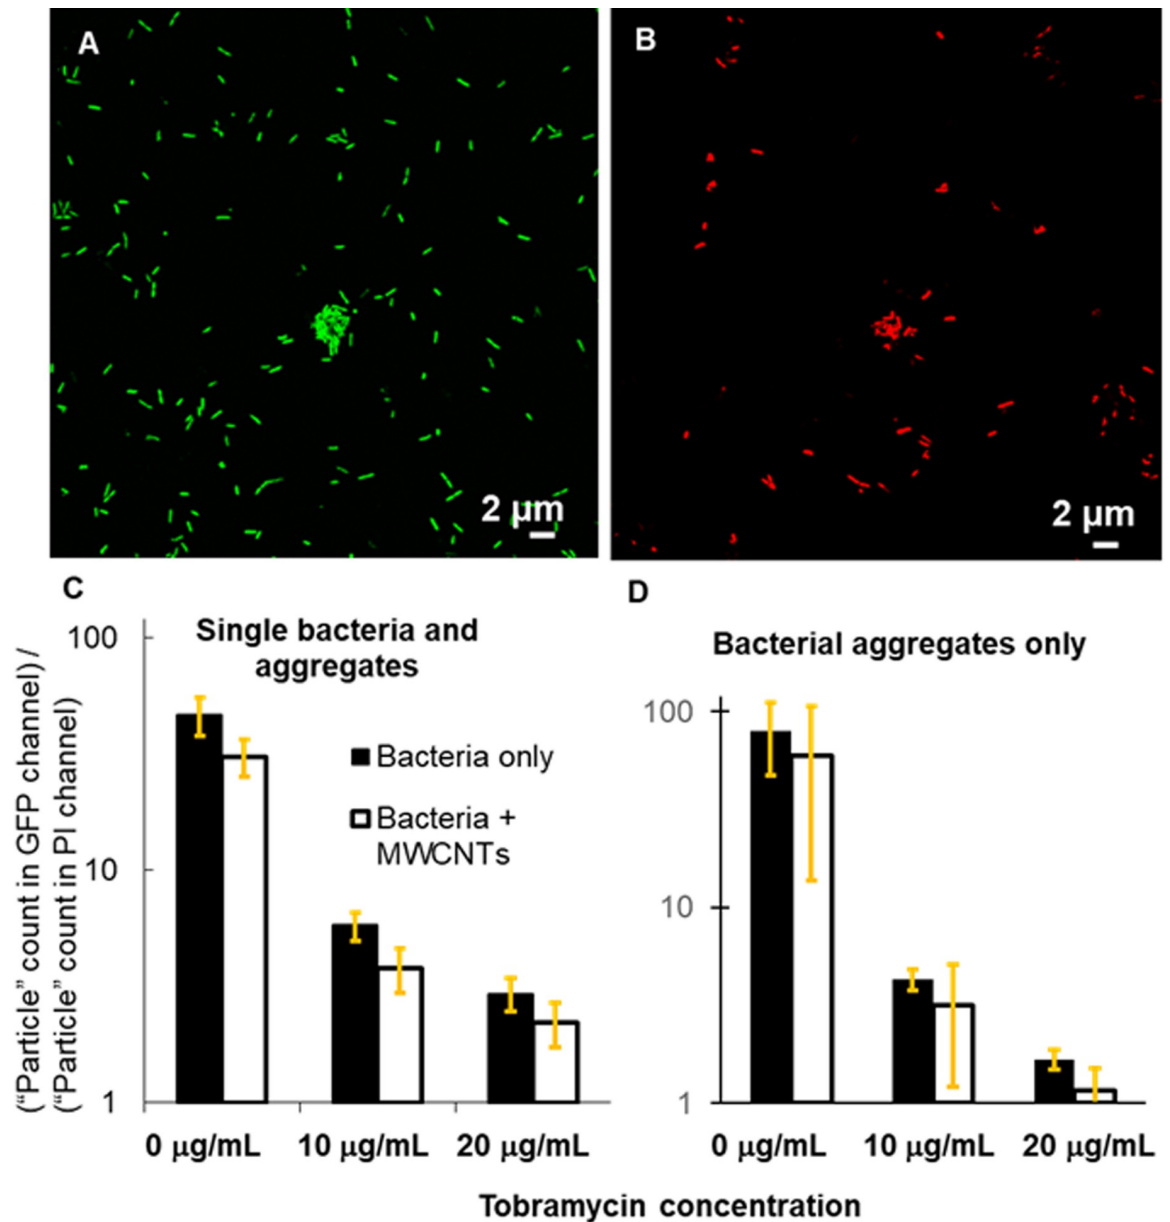 A
B
2 µm
2 µm
C
D
Single bacteria and
aggregates
Bacterial aggregates only
("Particle" count in GFP channel) /
("Particle" count in PI channel)
100
10
1
Bacteria only
Bacteria +
MWCNTs
100
10
1
0 µg/mL 10 µg/mL 20 µg/mL
0 µg/mL 10 µg/mL 20 µg/mL
Tobramycin concentration